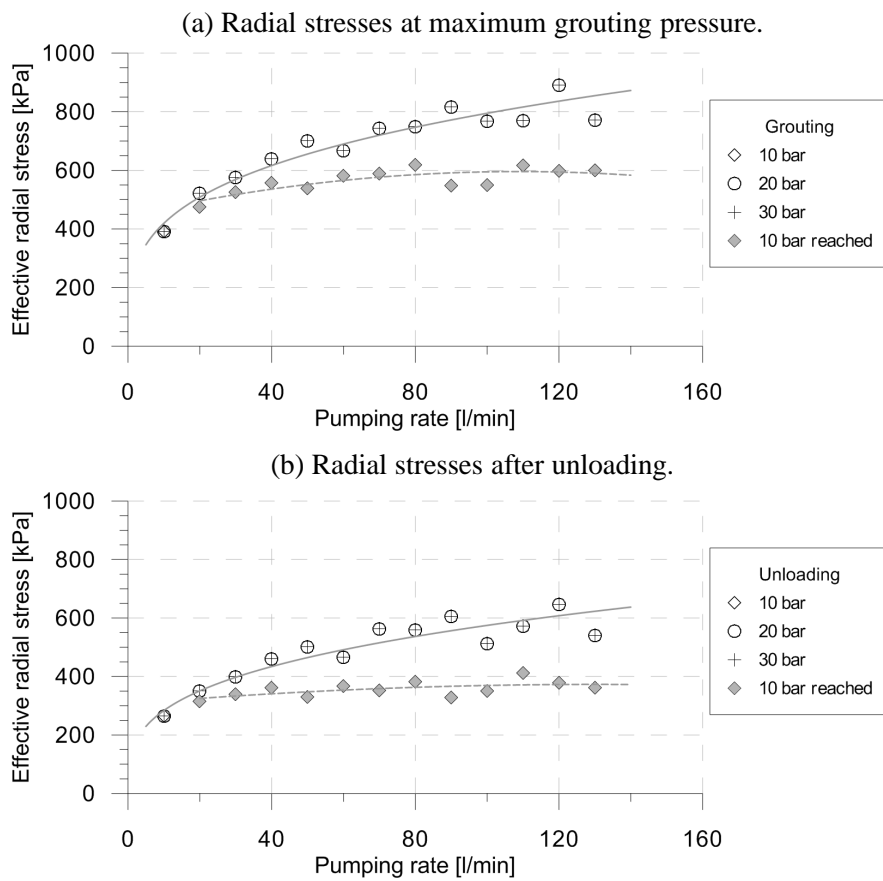 (a) Radial stresses at maximum grouting pressure.
Effective radial stress [kPa]
1000
800
600
400
200
0
0 40 80 120 160
Pumping rate [l/min]
Grouting
10 bar
20 bar
30 bar
10 bar reached
(b) Radial stresses after unloading.
Effective radial stress [kPa]
1000
800
600
400
200
0
0 40 80 120 160
Pumping rate [l/min]
Unloading
10 bar
20 bar
30 bar
10 bar reached